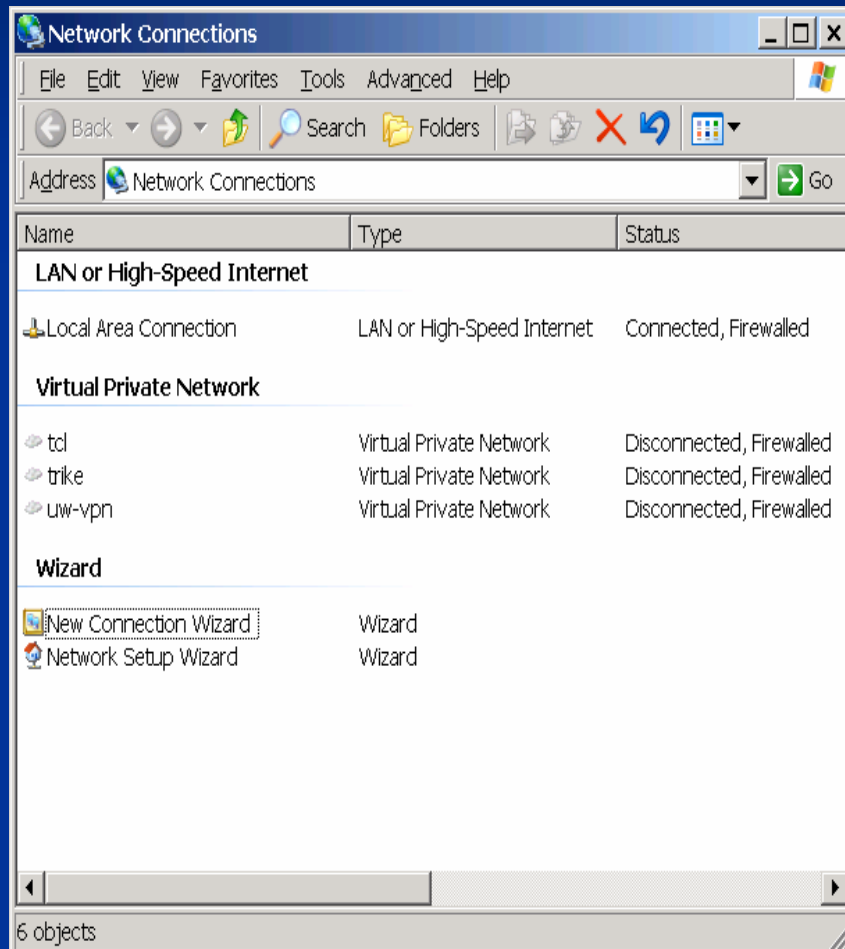 Network Connections
File Edit View Favorites Tools Advanced Help
Back Search Folders
Address Network Connections Go
Name Type Status
LAN or High-Speed Internet
Local Area Connection LAN or High-Speed Internet Connected, Firewalled
Virtual Private Network
tcl Virtual Private Network Disconnected, Firewalled
trike Virtual Private Network Disconnected, Firewalled
uw-vpn Virtual Private Network Disconnected, Firewalled
Wizard
New Connection Wizard Wizard
Network Setup Wizard Wizard
6 objects